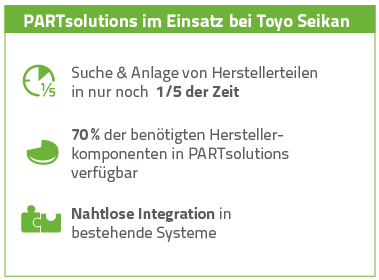 PARTsolutions im Einsatz bei Toyo Seikan
1/5
Suche & Anlage von Herstellerteilen
in nur noch 1/5 der Zeit
70 % der benötigten Hersteller-
komponenten in PARTsolutions
verfügbar
Nahtlose Integration in
bestehende Systeme